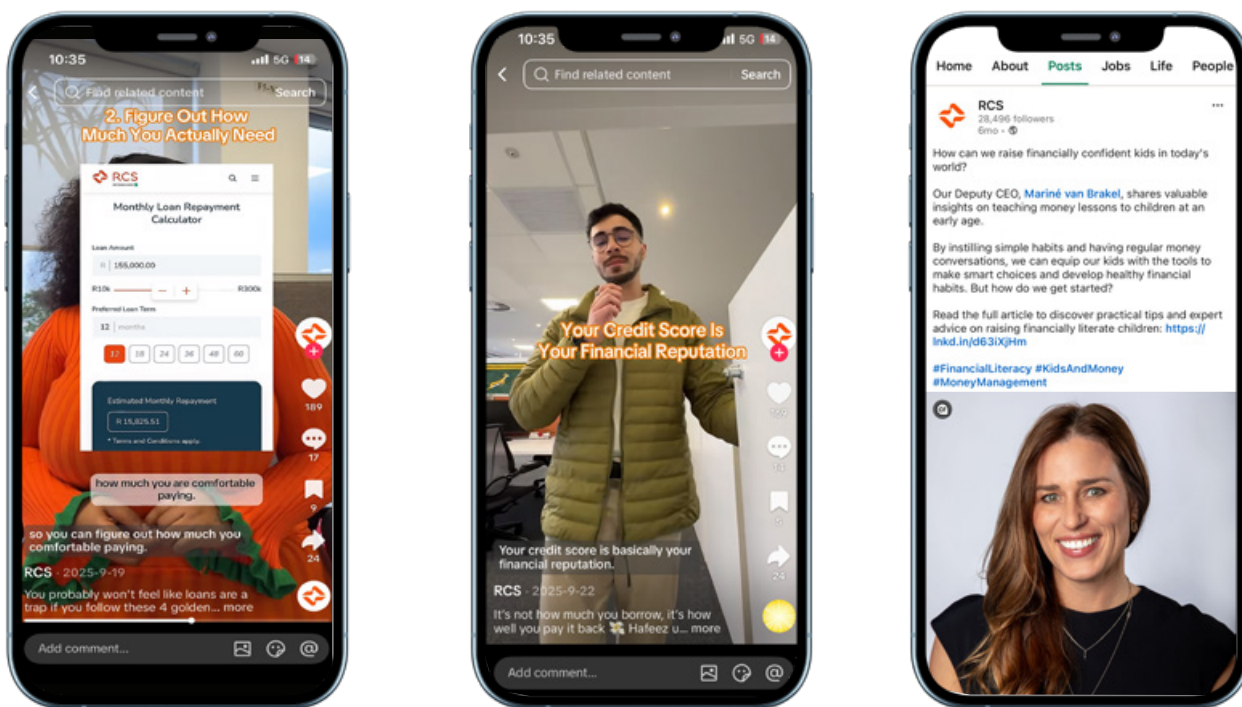 10:35
5G 14
Find related content
Search
2. Figure Out How
Much You Actually Need
RCS
Monthly Loan Repayment
Calculator
Loan Amount
R 155,000.00
R10k
R300k
Preferred Loan Term
12 months
12 18 24 36 48 60
Estimated Monthly Repayment
R 15,825.51
* Terms and Conditions apply.
189
17
9
24
how much you are comfortable
paying.
so you can figure out how much you
comfortable paying.
RCS · 2025-9-19
You probably won't feel like loans are a
trap if you follow these 4 golden... more
Add comment...
10:35
5G 14
Find related content
Search
Your Credit Score Is
Your Financial Reputation
169
14
5
24
Your credit score is basically your
financial reputation.
RCS · 2025-9-22
It's not how much you borrow, it's how
well you pay it back 💸 Hafeez u... more
Add comment...
Home About Posts Jobs Life People
RCS
28,496 followers
6mo •
How can we raise financially confident kids in today's
world?
Our Deputy CEO, Mariné van Brakel, shares valuable
insights on teaching money lessons to children at an
early age.
By instilling simple habits and having regular money
conversations, we can equip our kids with the tools to
make smart choices and develop healthy financial
habits. But how do we get started?
Read the full article to discover practical tips and expert
advice on raising financially literate children: https://
lnkd.in/d63iXjHm
#FinancialLiteracy #KidsAndMoney
#MoneyManagement